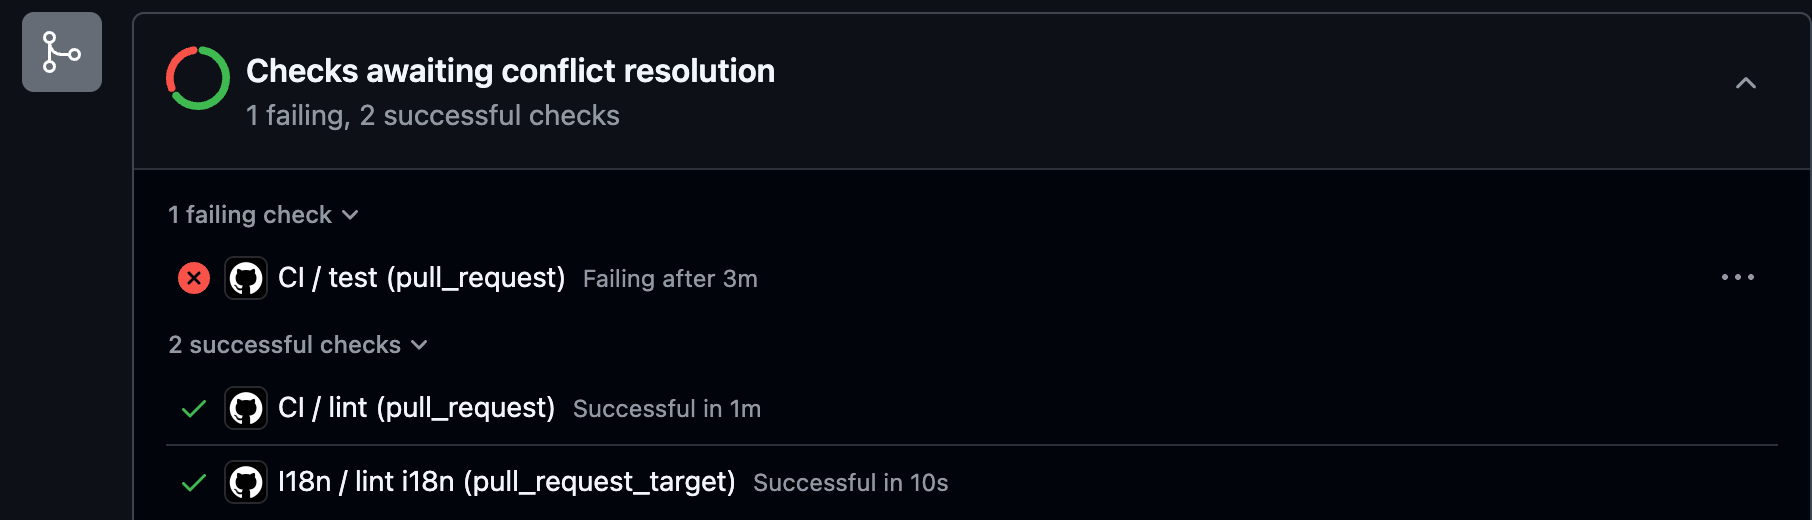 Checks awaiting conflict resolution
1 failing, 2 successful checks
1 failing check
CI / test (pull_request) Failing after 3m
2 successful checks
CI / lint (pull_request) Successful in 1m
I18n / lint i18n (pull_request_target) Successful in 10s